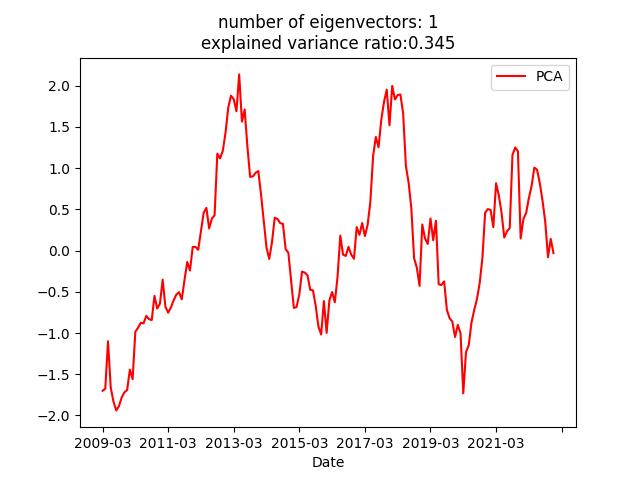 number of eigenvectors: 1
explained variance ratio:0.345
PCA
2.0
1.5
1.0
0.5
0.0
−0.5
−1.0
−1.5
−2.0
2009-03 2011-03 2013-03 2015-03 2017-03 2019-03 2021-03
Date